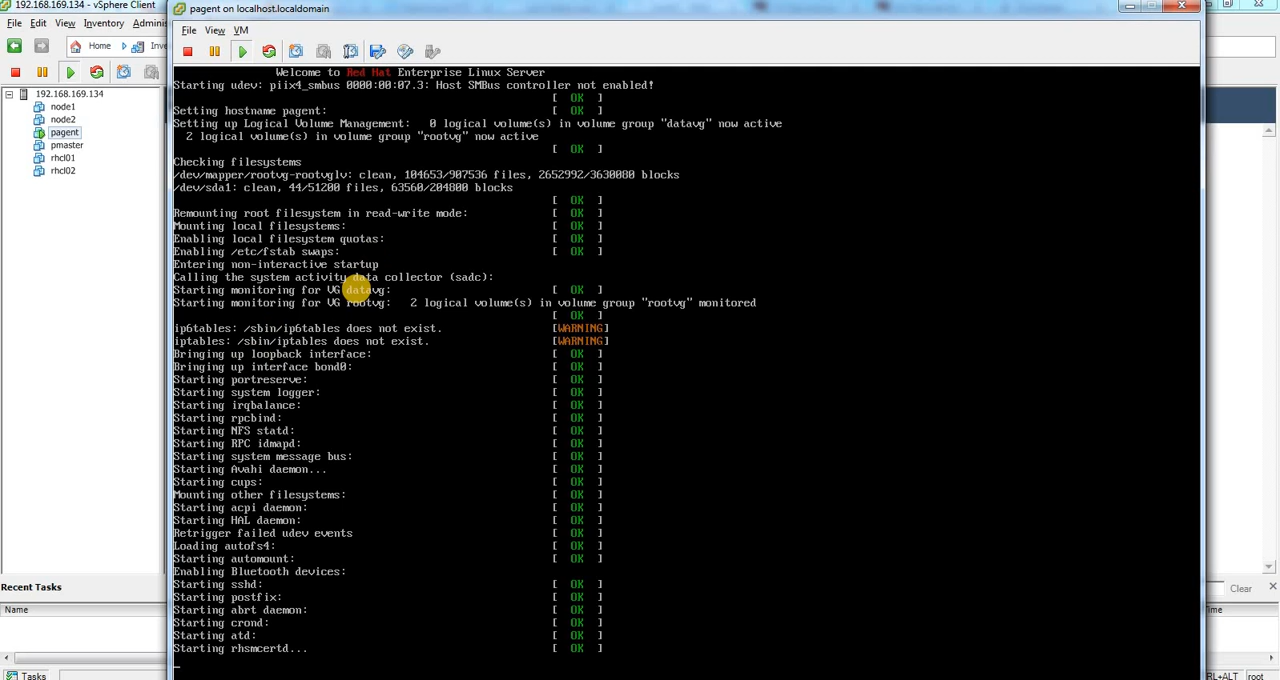 192.168.169.134 - vSphere Client
File Edit View Inventory Adminis
Home Inve
192.168.169.134
node1
node2
pagent
pmaster
rhcl01
rhcl02
Recent Tasks
Name
Tasks
pagent on localhost.localdomain
File View VM
Welcome to Red Hat Enterprise Linux Server
Starting udev: piix4_smbus 0000:00:07.3: Host SMBus controller not enabled!
[ OK ]
Setting hostname pagent: [ OK ]
Setting up Logical Volume Management: 0 logical volume(s) in volume group "datavg" now active
2 logical volume(s) in volume group "rootvg" now active
[ OK ]
Checking filesystems
/dev/mapper/rootvg-rootvglv: clean, 104653/907536 files, 2652992/3630080 blocks
/dev/sda1: clean, 44/51200 files, 63560/204800 blocks
[ OK ]
Remounting root filesystem in read-write mode: [ OK ]
Mounting local filesystems: [ OK ]
Enabling local filesystem quotas: [ OK ]
Enabling /etc/fstab swaps: [ OK ]
Entering non-interactive startup
Calling the system activity data collector (sadc):
Starting monitoring for VG datavg: [ OK ]
Starting monitoring for VG rootvg: 2 logical volume(s) in volume group "rootvg" monitored
[ OK ]
ip6tables: /sbin/ip6tables does not exist. [WARNING]
iptables: /sbin/iptables does not exist. [WARNING]
Bringing up loopback interface: [ OK ]
Bringing up interface bond0: [ OK ]
Starting portreserve: [ OK ]
Starting system logger: [ OK ]
Starting irqbalance: [ OK ]
Starting rpcbind: [ OK ]
Starting NFS statd: [ OK ]
Starting RPC idmapd: [ OK ]
Starting system message bus: [ OK ]
Starting Avahi daemon... [ OK ]
Starting cups: [ OK ]
Mounting other filesystems: [ OK ]
Starting acpi daemon: [ OK ]
Starting HAL daemon: [ OK ]
Retrigger failed udev events [ OK ]
Loading autofs4: [ OK ]
Starting automount: [ OK ]
Enabling Bluetooth devices:
Starting sshd: [ OK ]
Starting postfix: [ OK ]
Starting abrt daemon: [ OK ]
Starting crond: [ OK ]
Starting atd: [ OK ]
Starting rhsmcertd... [ OK ]
Clear
Time
RL+ALT root